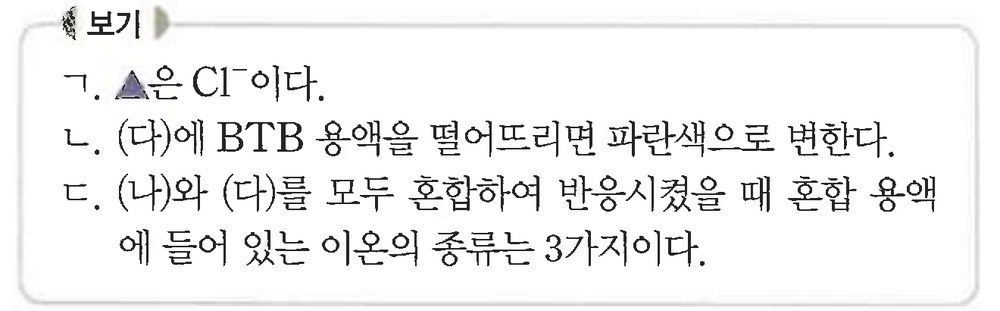 보기
ㄱ. ▲은 Cl⁻이다.
ㄴ. (다)에 BTB 용액을 떨어뜨리면 파란색으로 변한다.
ㄷ. (나)와 (다)를 모두 혼합하여 반응시켰을 때 혼합 용액
에 들어 있는 이온의 종류는 3가지이다.